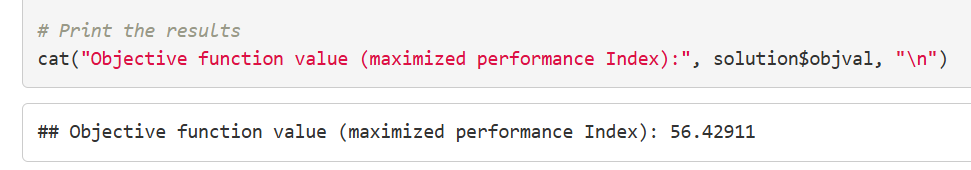 # Print the results
cat("Objective function value (maximized performance Index):", solution$objval, "\n")
## Objective function value (maximized performance Index): 56.42911